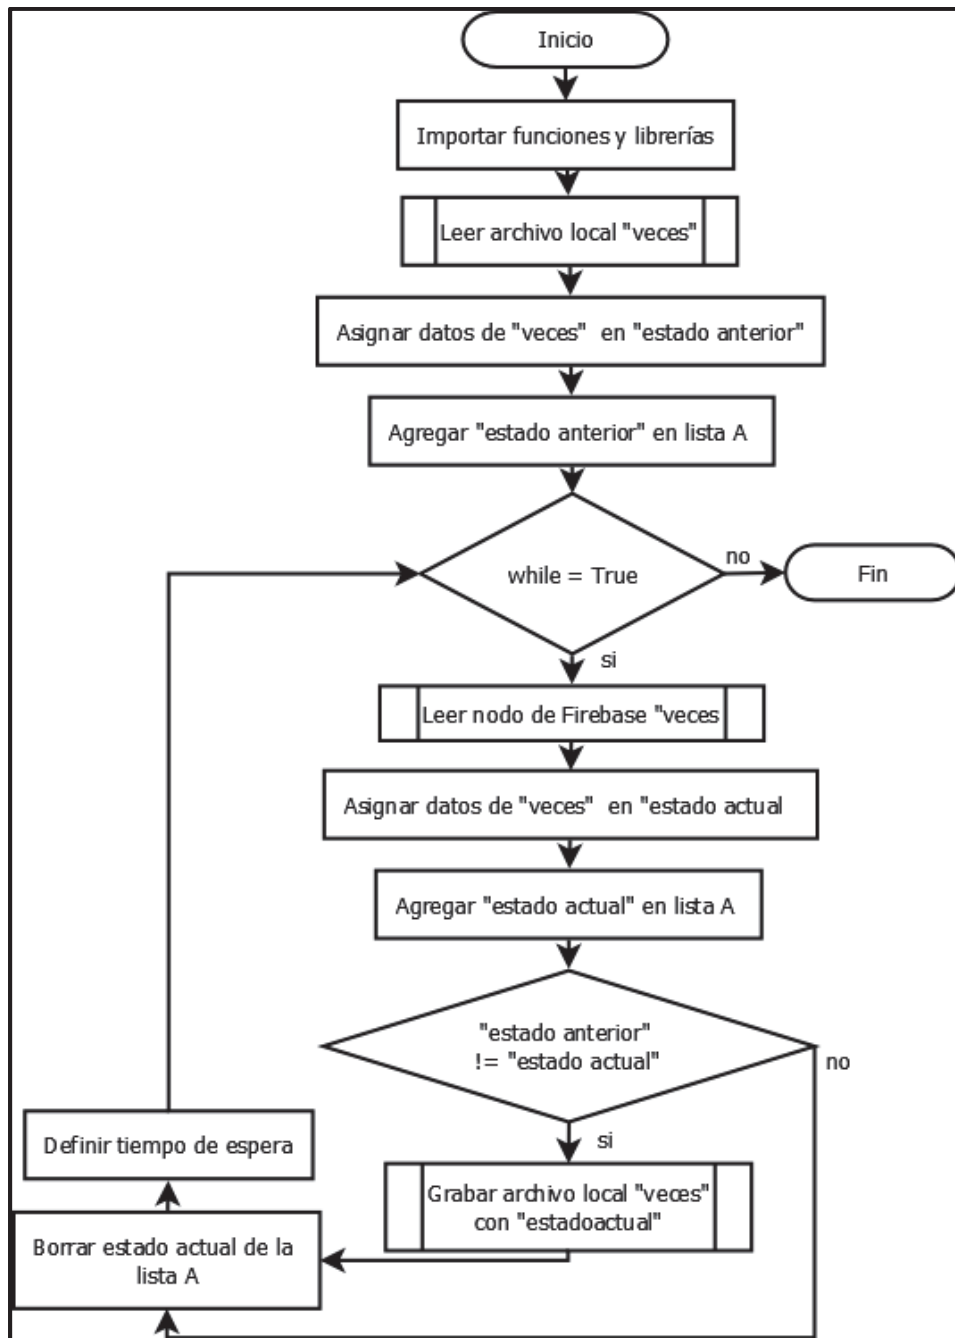 Inicio
Importar funciones y librerías
Leer archivo local "veces"
Asignar datos de "veces" en "estado anterior"
Agregar "estado anterior" en lista A
while = True
no
Fin
si
Leer nodo de Firebase "veces
Asignar datos de "veces" en "estado actual
Agregar "estado actual" en lista A
"estado anterior"
!= "estado actual"
no
si
Grabar archivo local "veces"
con "estadoactual"
Borrar estado actual de la
lista A
Definir tiempo de espera